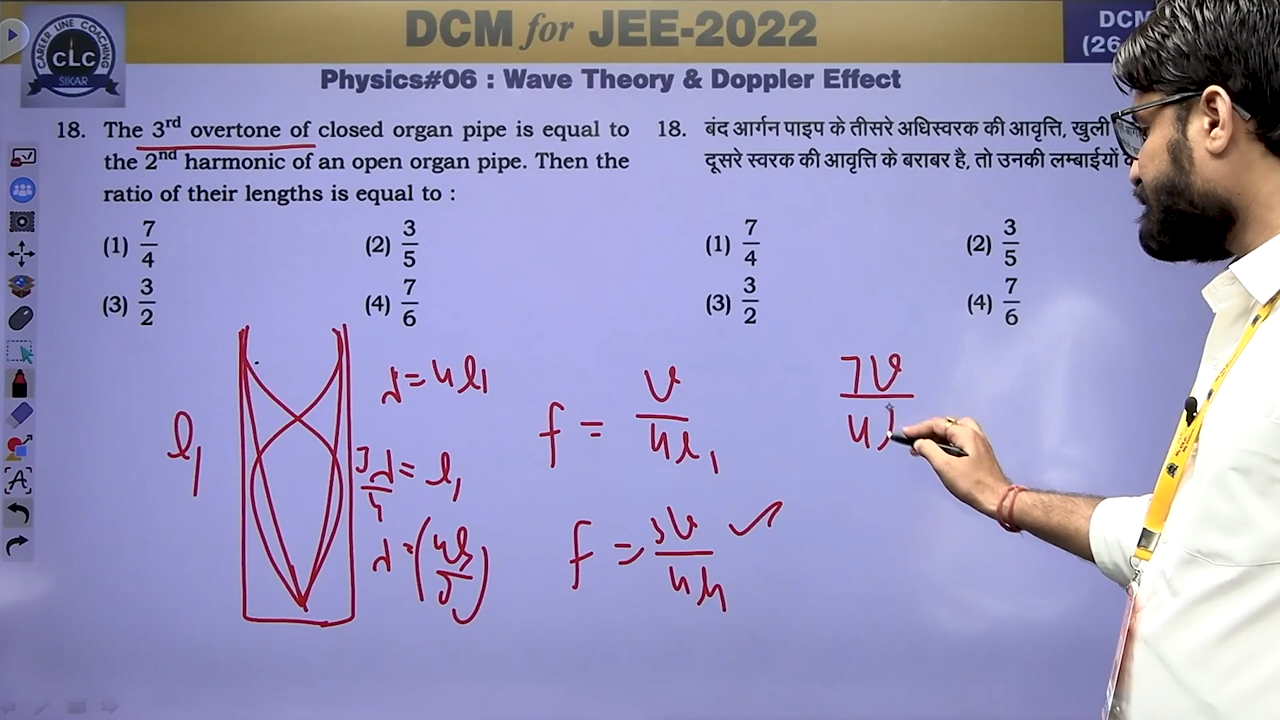 DCM for JEE-2022
DCM
(26
CAREER LINE COACHING
CLC
SIKAR
Physics#06 : Wave Theory & Doppler Effect
18. The 3rd overtone of closed organ pipe is equal to
the 2nd harmonic of an open organ pipe. Then the
ratio of their lengths is equal to :
(1) 7/4
(2) 3/5
(3) 3/2
(4) 7/6
18. बंद आर्गन पाइप के तीसरे अधिस्वरक की आवृत्ति, खुली
दूसरे स्वरक की आवृत्ति के बराबर है, तो उनकी लम्बाईयों
(1) 7/4
(2) 3/5
(3) 3/2
(4) 7/6
l₁
λ = 4l₁
3λ/4 = l₁
f = v/4l₁
f = 3v/4l₁
7v/4l